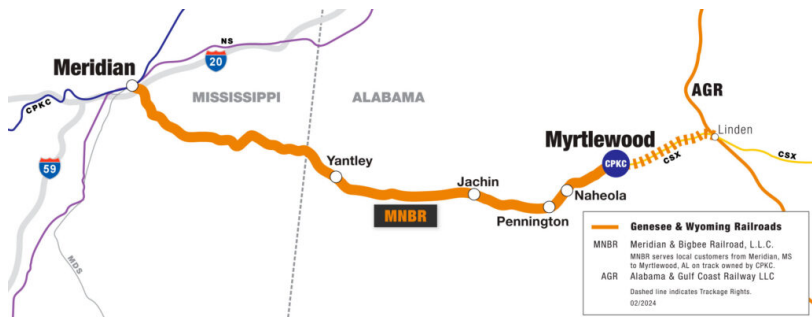 NS
20
Meridian
CPKC
MISSISSIPPI
ALABAMA
AGR
Myrtlewood
Linden
CPKC
CSX
CSX
59
Yantley
Jachin
Naheola
MNBR
Pennington
MDS
Genesee & Wyoming Railroads
MNBR Meridian & Bigbee Railroad, L.L.C.
MNBR serves local customers from Meridian, MS
to Myrtlewood, AL on track owned by CPKC.
AGR Alabama & Gulf Coast Railway LLC
Dashed line indicates Trackage Rights.
02/2024